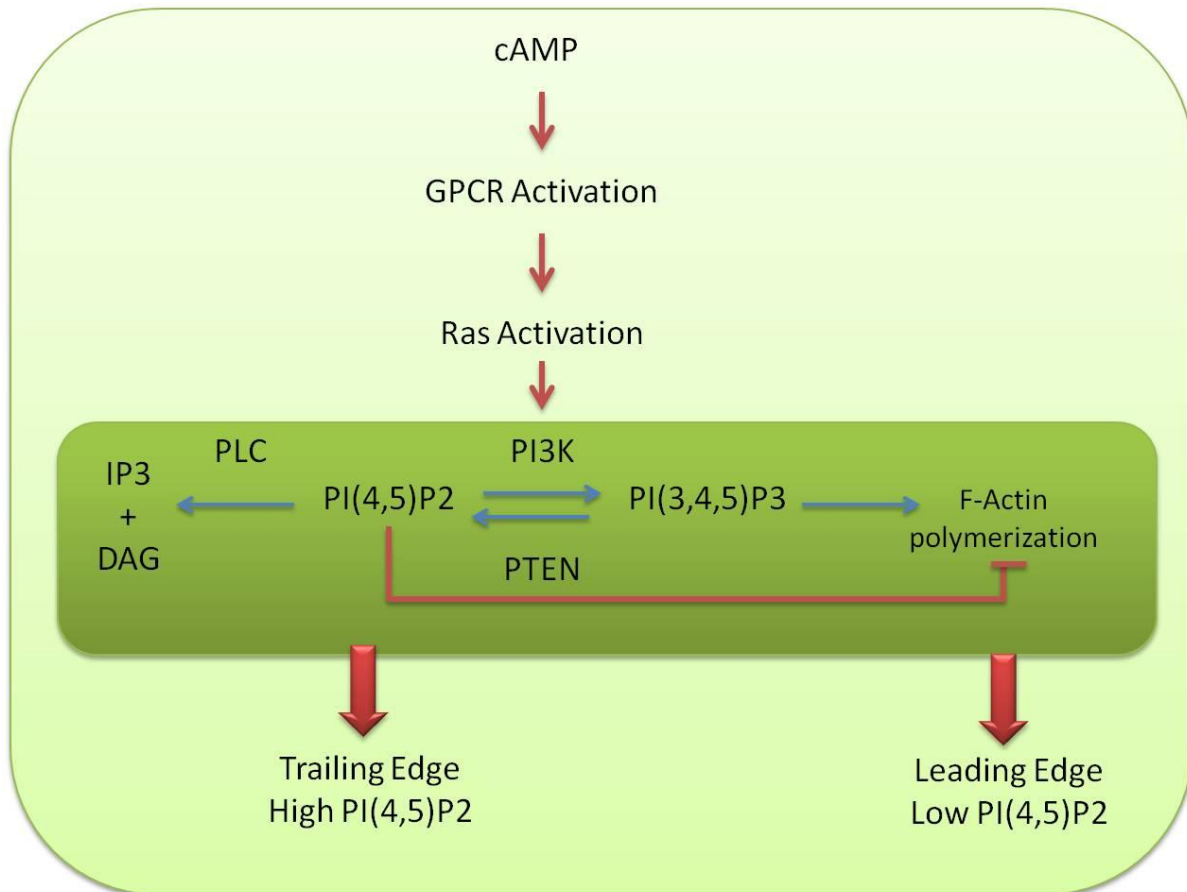 cAMP
GPCR Activation
Ras Activation
PLC
PI3K
IP3
+
DAG
PI(4,5)P2
PI(3,4,5)P3
F-Actin
polymerization
PTEN
Trailing Edge
High PI(4,5)P2
Leading Edge
Low PI(4,5)P2